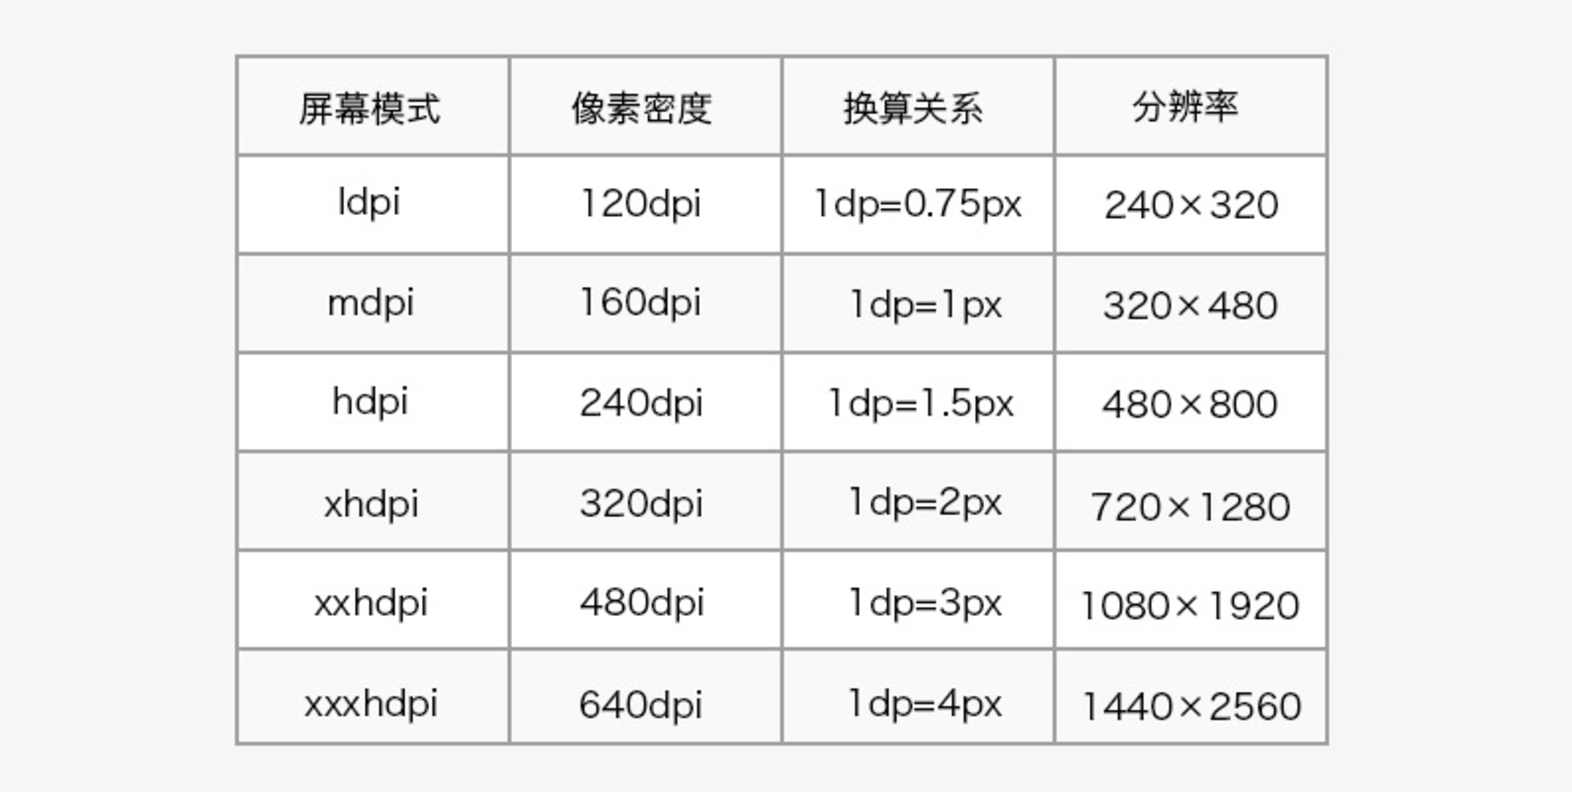 屏幕模式 像素密度 换算关系 分辨率
ldpi 120dpi 1dp=0.75px 240×320
mdpi 160dpi 1dp=1px 320×480
hdpi 240dpi 1dp=1.5px 480×800
xhdpi 320dpi 1dp=2px 720×1280
xxhdpi 480dpi 1dp=3px 1080×1920
xxxhdpi 640dpi 1dp=4px 1440×2560